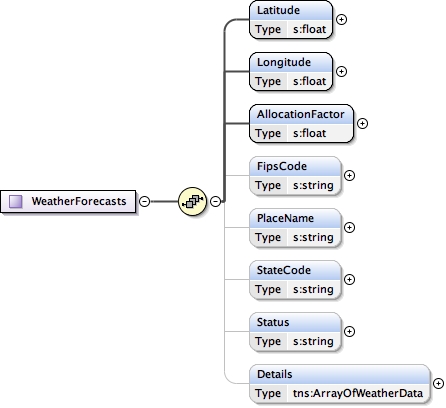 Latitude
Type s:float
Longitude
Type s:float
AllocationFactor
Type s:float
FipsCode
Type s:string
WeatherForecasts
PlaceName
Type s:string
StateCode
Type s:string
Status
Type s:string
Details
Type tns:ArrayOfWeatherData